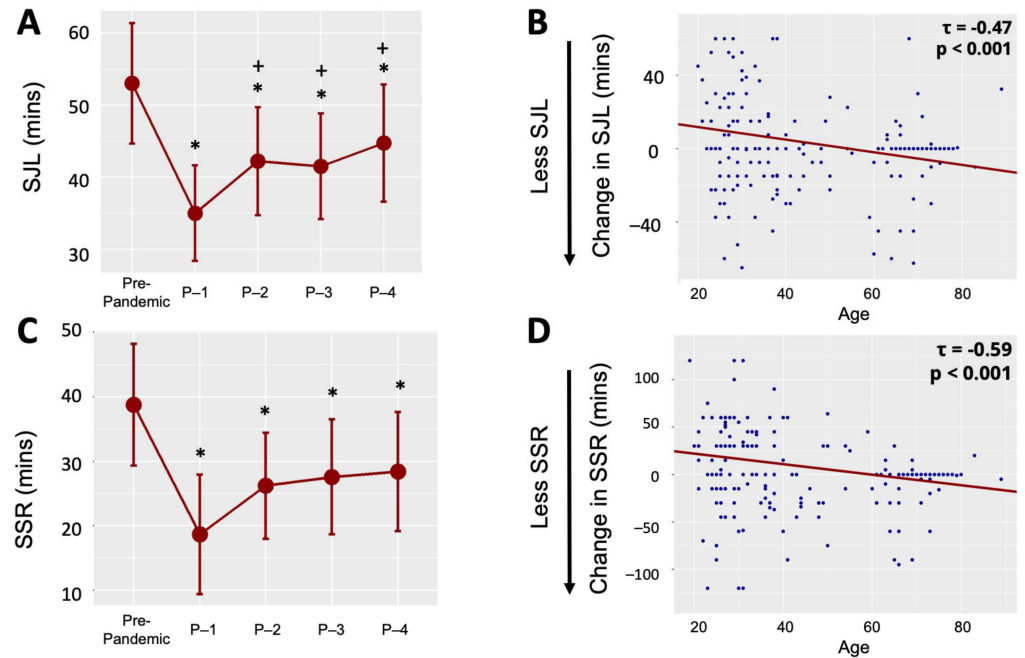 A
SJL (mins)
60
50
40
30
+
+
+
*
*
*
*
Pre-
Pandemic
P–1
P–2
P–3
P–4
B
Less SJL
Change in SJL (mins)
τ = -0.47
p < 0.001
40
0
−40
20
40
60
80
Age
C
SSR (mins)
50
40
30
20
10
*
*
*
*
Pre-
Pandemic
P–1
P–2
P–3
P–4
D
Less SSR
Change in SSR (mins)
τ = -0.59
p < 0.001
100
50
0
−50
−100
20
40
60
80
Age